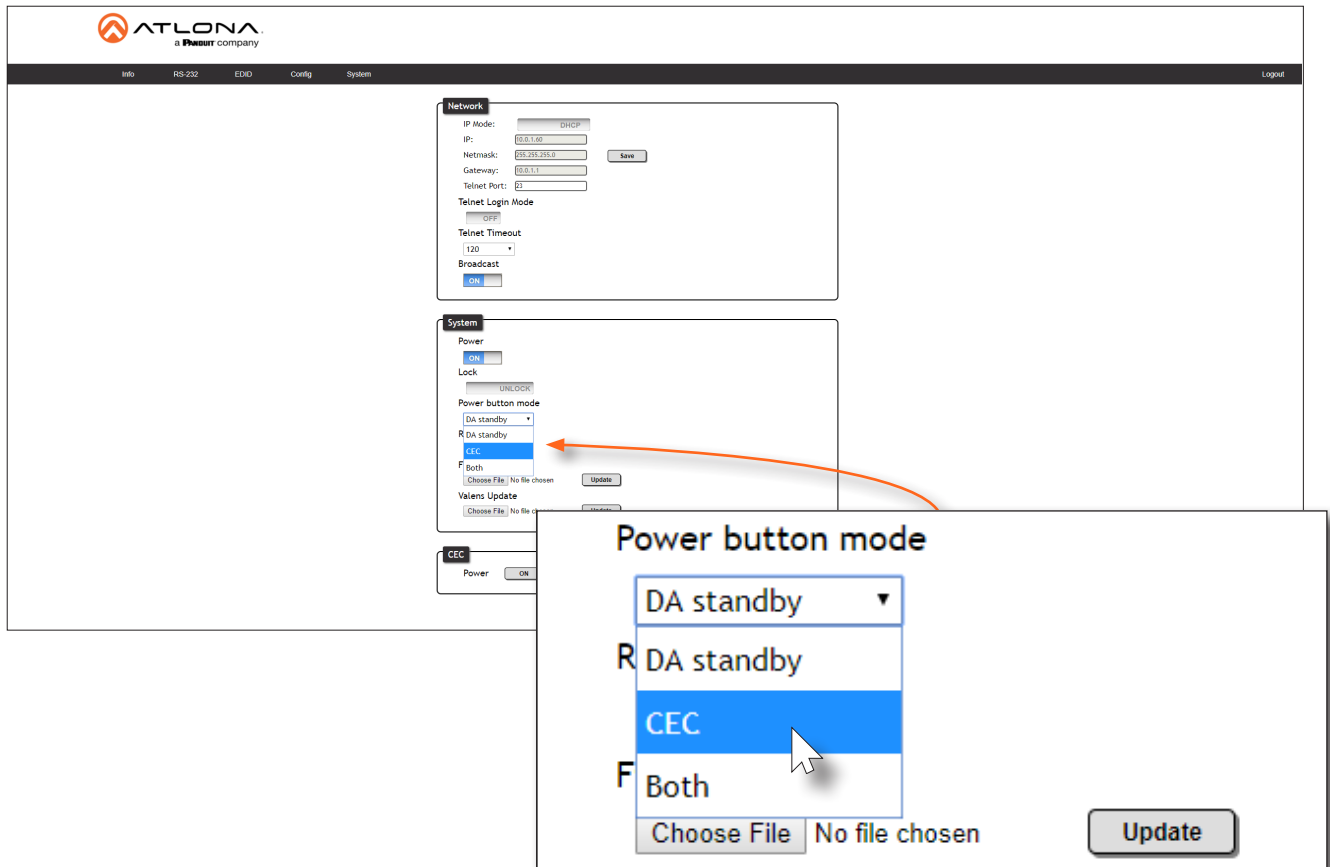 ATLONA.
a PANDUIT company
Info RS-232 EDID Config System Logout
Network
IP Mode: DHCP
IP: 10.0.1.60
Netmask: 255.255.255.0 Save
Gateway: 10.0.1.1
Telnet Port: 23
Telnet Login Mode
OFF
Telnet Timeout
120
Broadcast
ON
System
Power
ON
Lock
UNLOCK
Power button mode
DA standby
R DA standby
CEC
F Both
Choose File No file chosen Update
Valens Update
Choose File No file
CEC
Power ON
Power button mode
DA standby
R DA standby
CEC
F Both
Choose File No file chosen Update